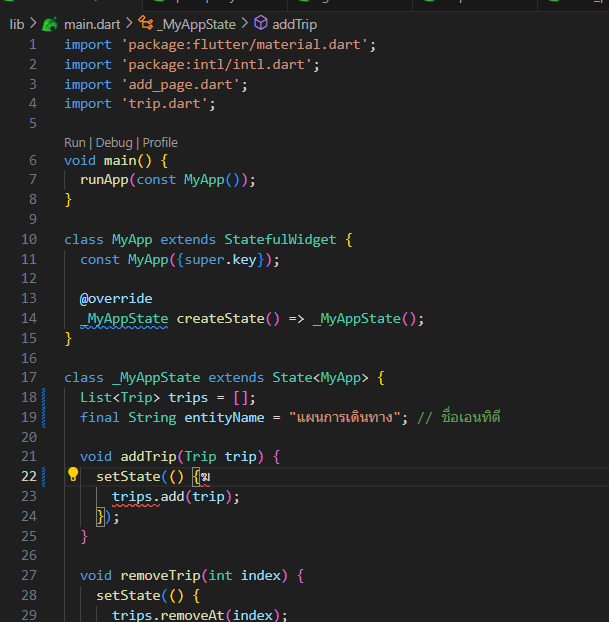 lib > main.dart > _MyAppState > addTrip
1 import 'package:flutter/material.dart';
2 import 'package:intl/intl.dart';
3 import 'add_page.dart';
4 import 'trip.dart';
5
Run | Debug | Profile
6 void main() {
7   runApp(const MyApp());
8 }
9
10 class MyApp extends StatefulWidget {
11   const MyApp({super.key});
12
13   @override
14   _MyAppState createState() => _MyAppState();
15 }
16
17 class _MyAppState extends State<MyApp> {
18   List<Trip> trips = [];
19   final String entityName = "แผนการเดินทาง"; // ชื่อเอนทิตี
20
21   void addTrip(Trip trip) {
22     setState(() {ฆ
23       trips.add(trip);
24     });
25   }
26
27   void removeTrip(int index) {
28     setState(() {
29       trips.removeAt(index);